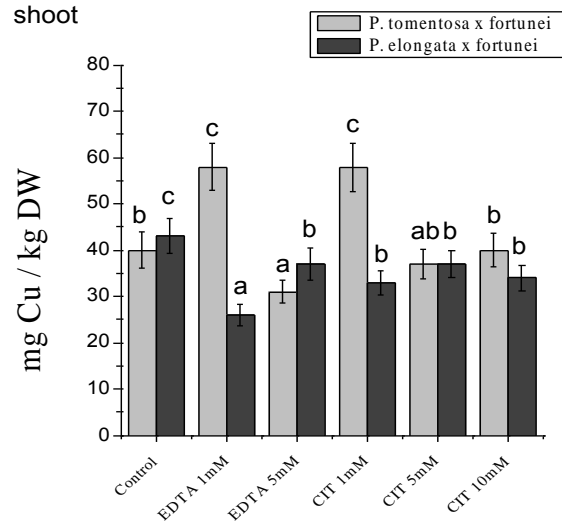 shoot
P. tomentosa x fortunei
P. elongata x fortunei
mg Cu / kg DW
80
70
60
50
40
30
20
10
0
b
c
c
a
a
b
c
b
ab
b
b
b
Control
EDTA 1mM
EDTA 5mM
CIT 1mM
CIT 5mM
CIT 10mM